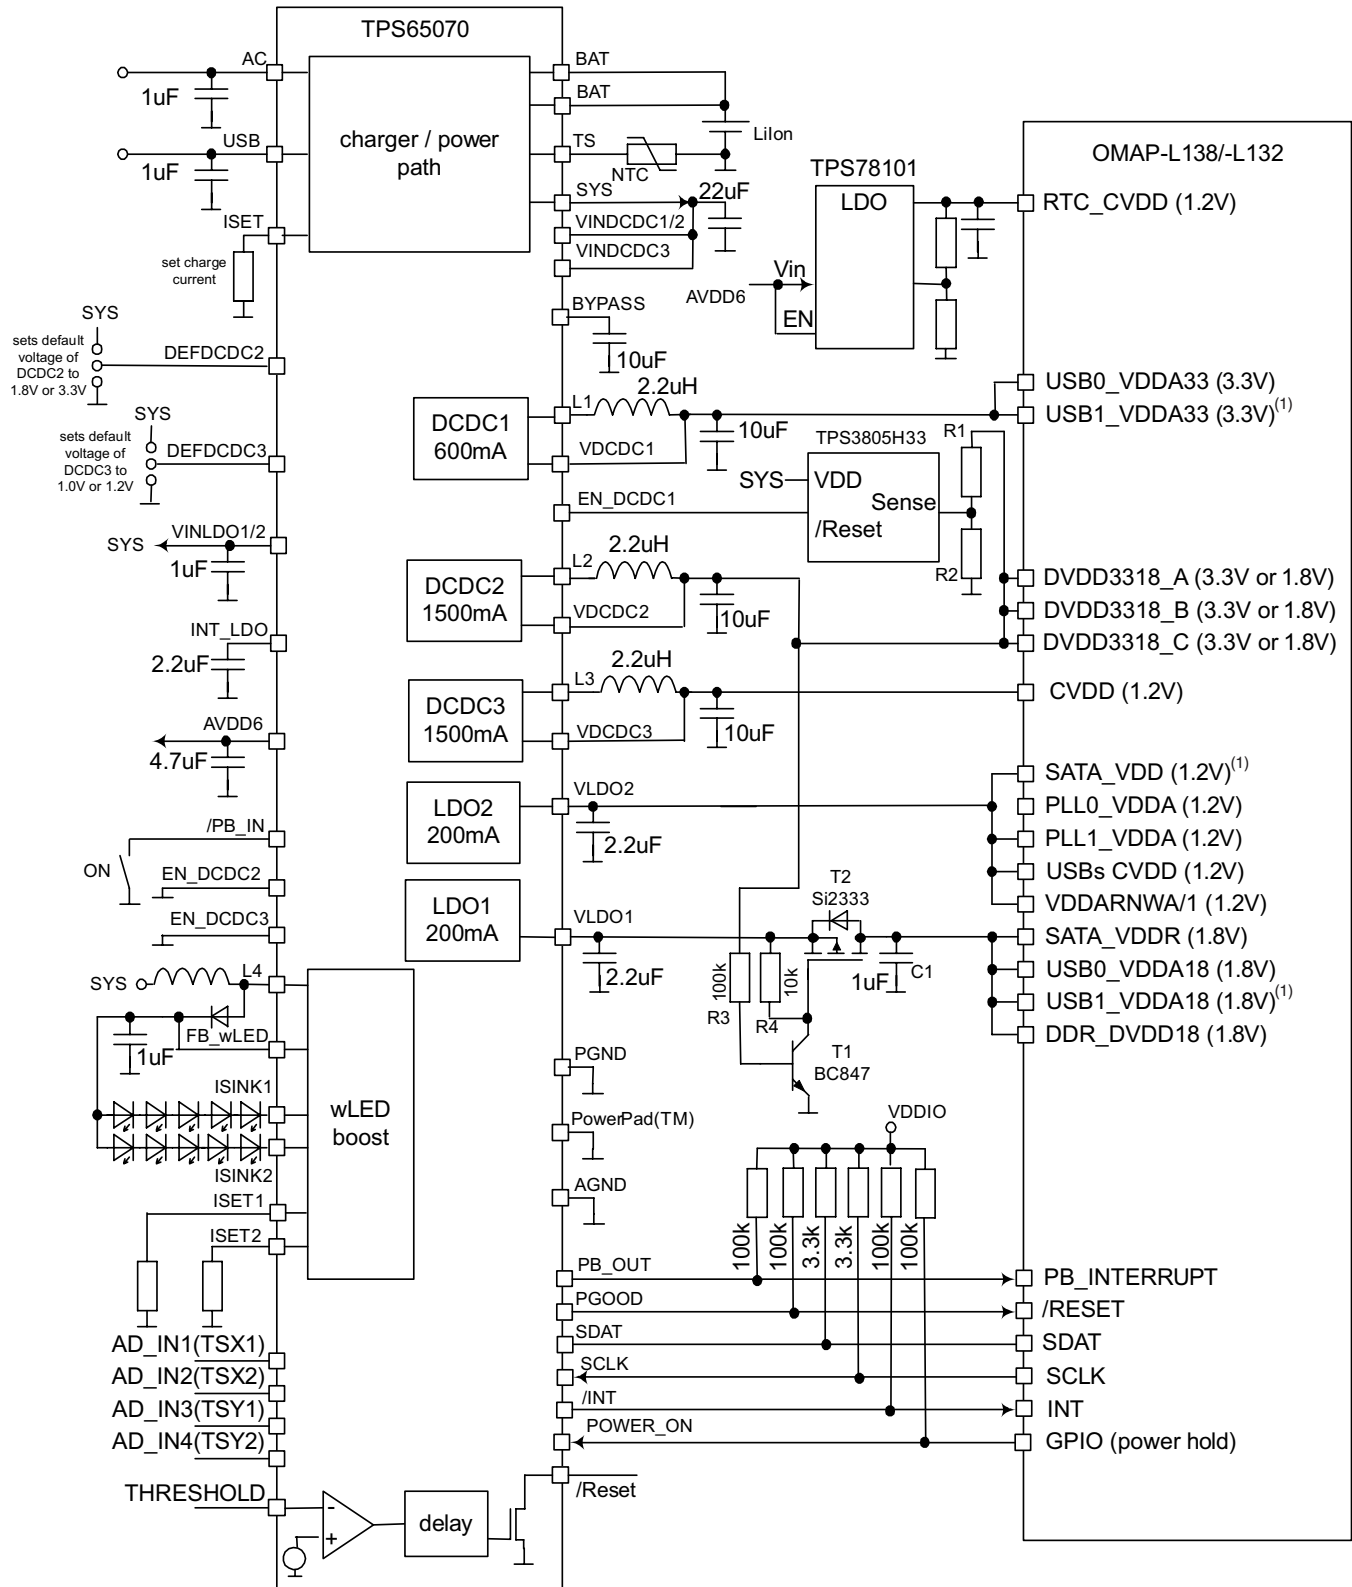 TPS65070
AC
1uF
USB
1uF
ISET
set charge
current
charger / power
path
BAT
BAT
LiIon
TS
NTC
SYS
22uF
VINDCDC1/2
VINDCDC3
BYPASS
10uF
TPS78101
LDO
Vin
AVDD6
EN
OMAP-L138/-L132
RTC_CVDD (1.2V)
SYS
sets default
voltage of
DCDC2 to
1.8V or 3.3V
DEFDCDC2
SYS
sets default
voltage of
DCDC3 to
1.0V or 1.2V
DEFDCDC3
DCDC1
600mA
L1
2.2uH
VDCDC1
10uF
EN_DCDC1
TPS3805H33
SYS
VDD
Sense
/Reset
R1
R2
USB0_VDDA33 (3.3V)
USB1_VDDA33 (3.3V)(1)
SYS
VINLDO1/2
1uF
DCDC2
1500mA
L2
2.2uH
VDCDC2
10uF
DVDD3318_A (3.3V or 1.8V)
DVDD3318_B (3.3V or 1.8V)
DVDD3318_C (3.3V or 1.8V)
INT_LDO
2.2uF
DCDC3
1500mA
L3
2.2uH
VDCDC3
10uF
CVDD (1.2V)
AVDD6
4.7uF
LDO2
200mA
VLDO2
2.2uF
SATA_VDD (1.2V)(1)
PLL0_VDDA (1.2V)
PLL1_VDDA (1.2V)
USBs CVDD (1.2V)
VDDARNWA/1 (1.2V)
/PB_IN
ON
EN_DCDC2
EN_DCDC3
LDO1
200mA
VLDO1
2.2uF
T2
Si2333
100k
R3
10k
R4
1uF
C1
T1
BC847
SATA_VDDR (1.8V)
USB0_VDDA18 (1.8V)
USB1_VDDA18 (1.8V)(1)
DDR_DVDD18 (1.8V)
SYS
L4
FB_wLED
1uF
ISINK1
ISINK2
wLED
boost
ISET1
ISET2
PGND
PowerPad(TM)
AGND
VDDIO
100k
100k
3.3k
3.3k
100k
100k
PB_OUT
PGOOD
SDAT
SCLK
/INT
POWER_ON
PB_INTERRUPT
/RESET
SDAT
SCLK
INT
GPIO (power hold)
AD_IN1(TSX1)
AD_IN2(TSX2)
AD_IN3(TSY1)
AD_IN4(TSY2)
THRESHOLD
-
+
delay
/Reset